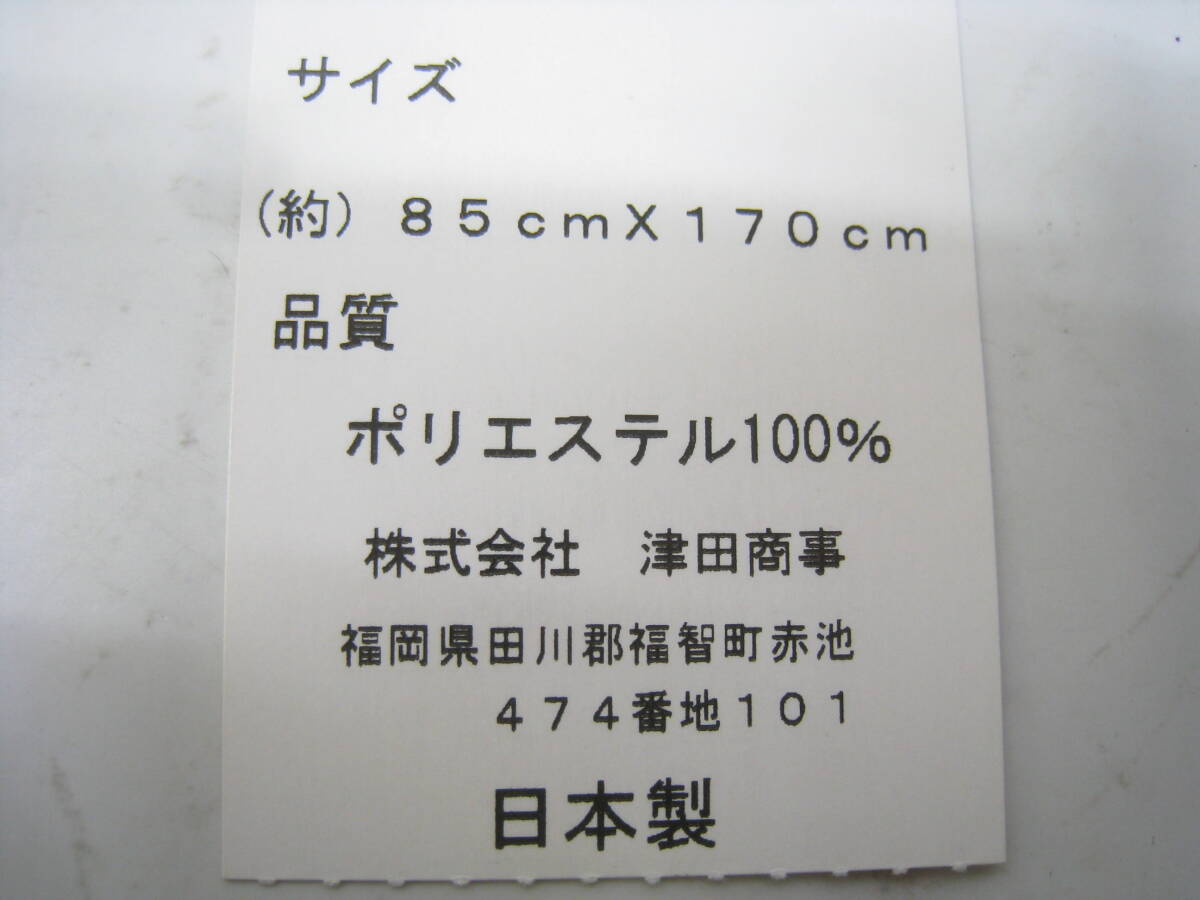 サイズ
(約) 85cmX170cm
品質
ポリエステル100%
株式会社　津田商事
福岡県田川郡福智町赤池
474番地101
日本製